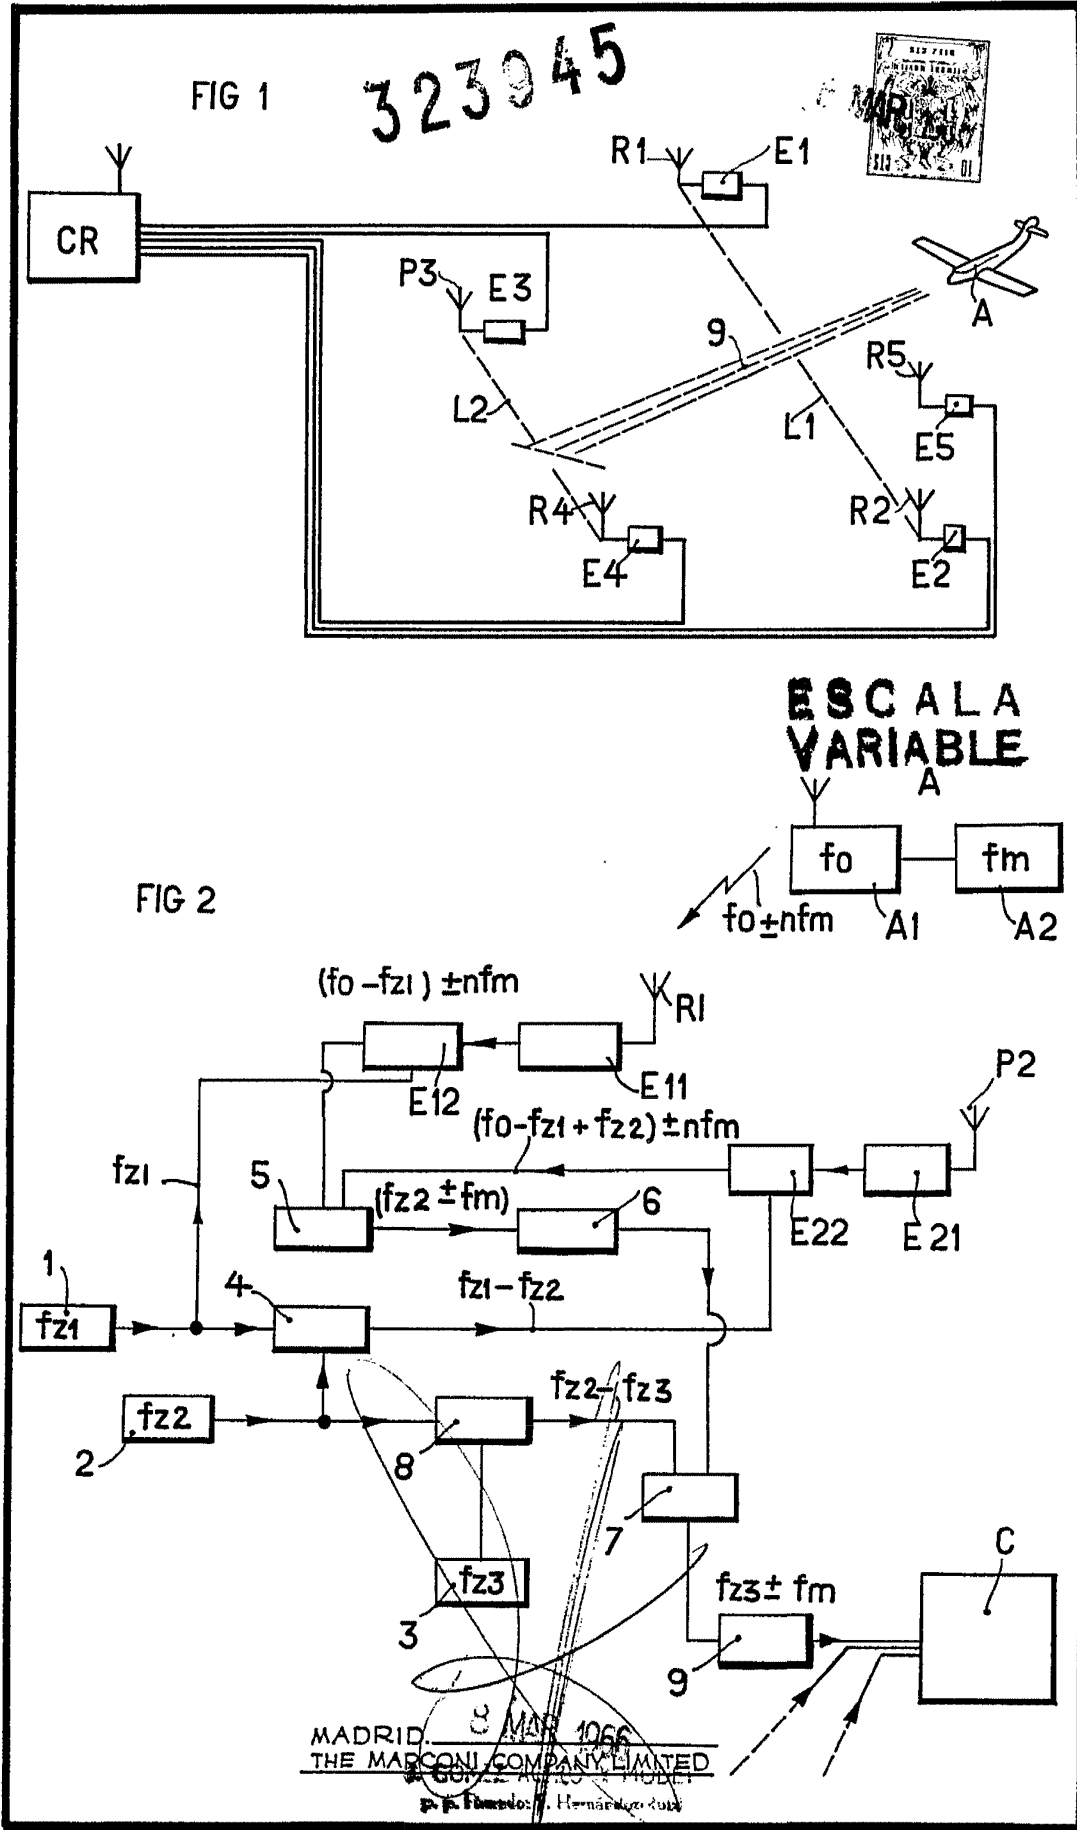 FIG 1
323945
MAR
CR
R1
E1
P3
E3
A
9
R5
L2
L1
E5
R4
R2
E4
E2
ESCALA
VARIABLE
A
fo
fm
FIG 2
fo±nfm
A1
A2
(fo-fz1) ±nfm
R1
E12
E11
P2
(fo-fz1+fz2)±nfm
fz1
5
(fz2±fm)
6
E22
E21
1
4
fz1-fz2
fz1
fz2
fz2-fz3
2
8
7
C
fz3
fz3± fm
3
9
MADRID. 8 MAR 1966
THE MARCONI COMPANY LIMITED
p. p.